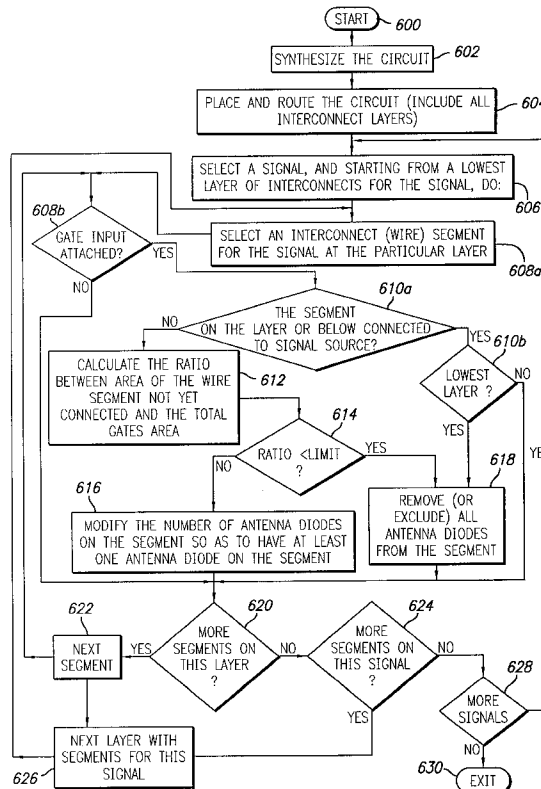 START
600
SYNTHESIZE THE CIRCUIT
602
PLACE AND ROUTE THE CIRCUIT (INCLUDE ALL
INTERCONNECT LAYERS)
604
SELECT A SIGNAL, AND STARTING FROM A LOWEST
LAYER OF INTERCONNECTS FOR THE SIGNAL, DO:
606
608b
GATE INPUT
ATTACHED?
YES
NO
SELECT AN INTERCONNECT (WIRE) SEGMENT
FOR THE SIGNAL AT THE PARTICULAR LAYER
608a
610a
THE SEGMENT
ON THE LAYER OR BELOW CONNECTED
TO SIGNAL SOURCE?
NO
YES
610b
LOWEST
LAYER ?
NO
YES
YE
CALCULATE THE RATIO
BETWEEN AREA OF THE WIRE
SEGMENT NOT YET
CONNECTED AND THE TOTAL
GATES AREA
612
614
RATIO <LIMIT
?
NO
YES
616
MODIFY THE NUMBER OF ANTENNA DIODES
ON THE SEGMENT SO AS TO HAVE AT LEAST
ONE ANTENNA DIODE ON THE SEGMENT
618
REMOVE (OR
EXCLUDE) ALL
ANTENNA DIODES
FROM THE SEGMENT
620
MORE
SEGMENTS ON
THIS LAYER
?
YES
NO
622
NEXT
SEGMENT
624
MORE
SEGMENTS ON
THIS SIGNAL
?
NO
YES
626
NEXT LAYER WITH
SEGMENTS FOR THIS
SIGNAL
628
MORE
SIGNALS
NO
630
EXIT